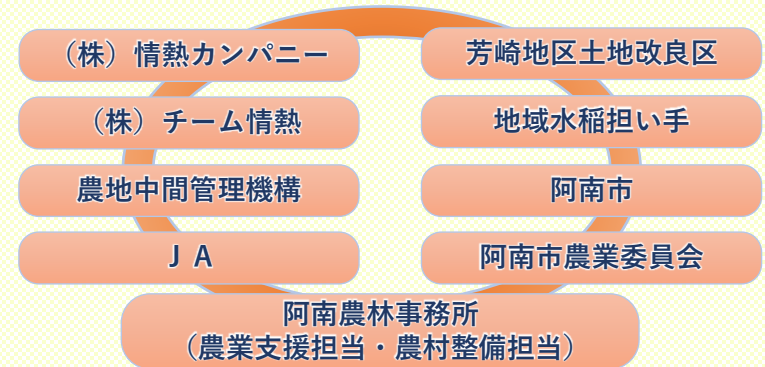 （株）情熱カンパニー
芳崎地区土地改良区
（株）チーム情熱
地域水稲担い手
農地中間管理機構
阿南市
ＪＡ
阿南市農業委員会
阿南農林事務所
（農業支援担当・農村整備担当）